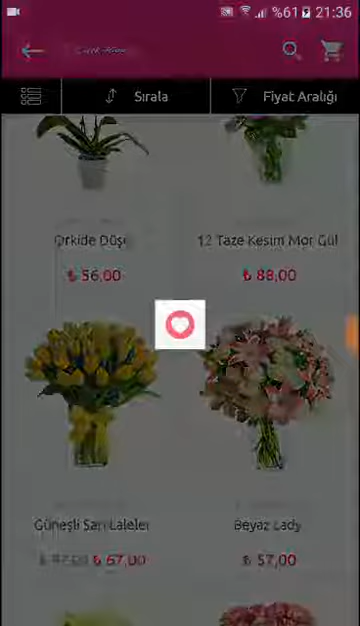 %61 21:36
Sırala
Fiyat Aralığı
Orkide Düşü
12 Taze Kesim Mor Gül
₺ 56,00
₺ 88,00
Güneşli Sarı Laleler
Beyaz Lady
₺ 67,00
₺ 57,00